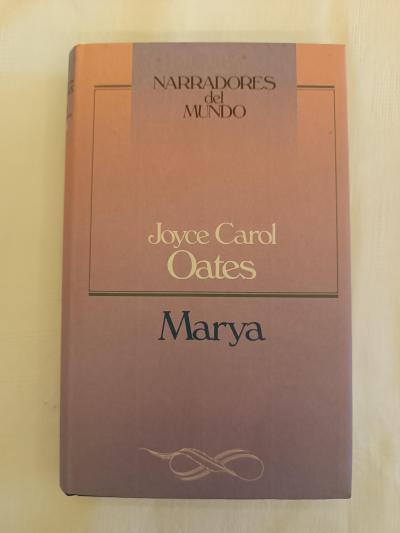 NARRADORES
del
MUNDO
Joyce Carol
Oates
Marya